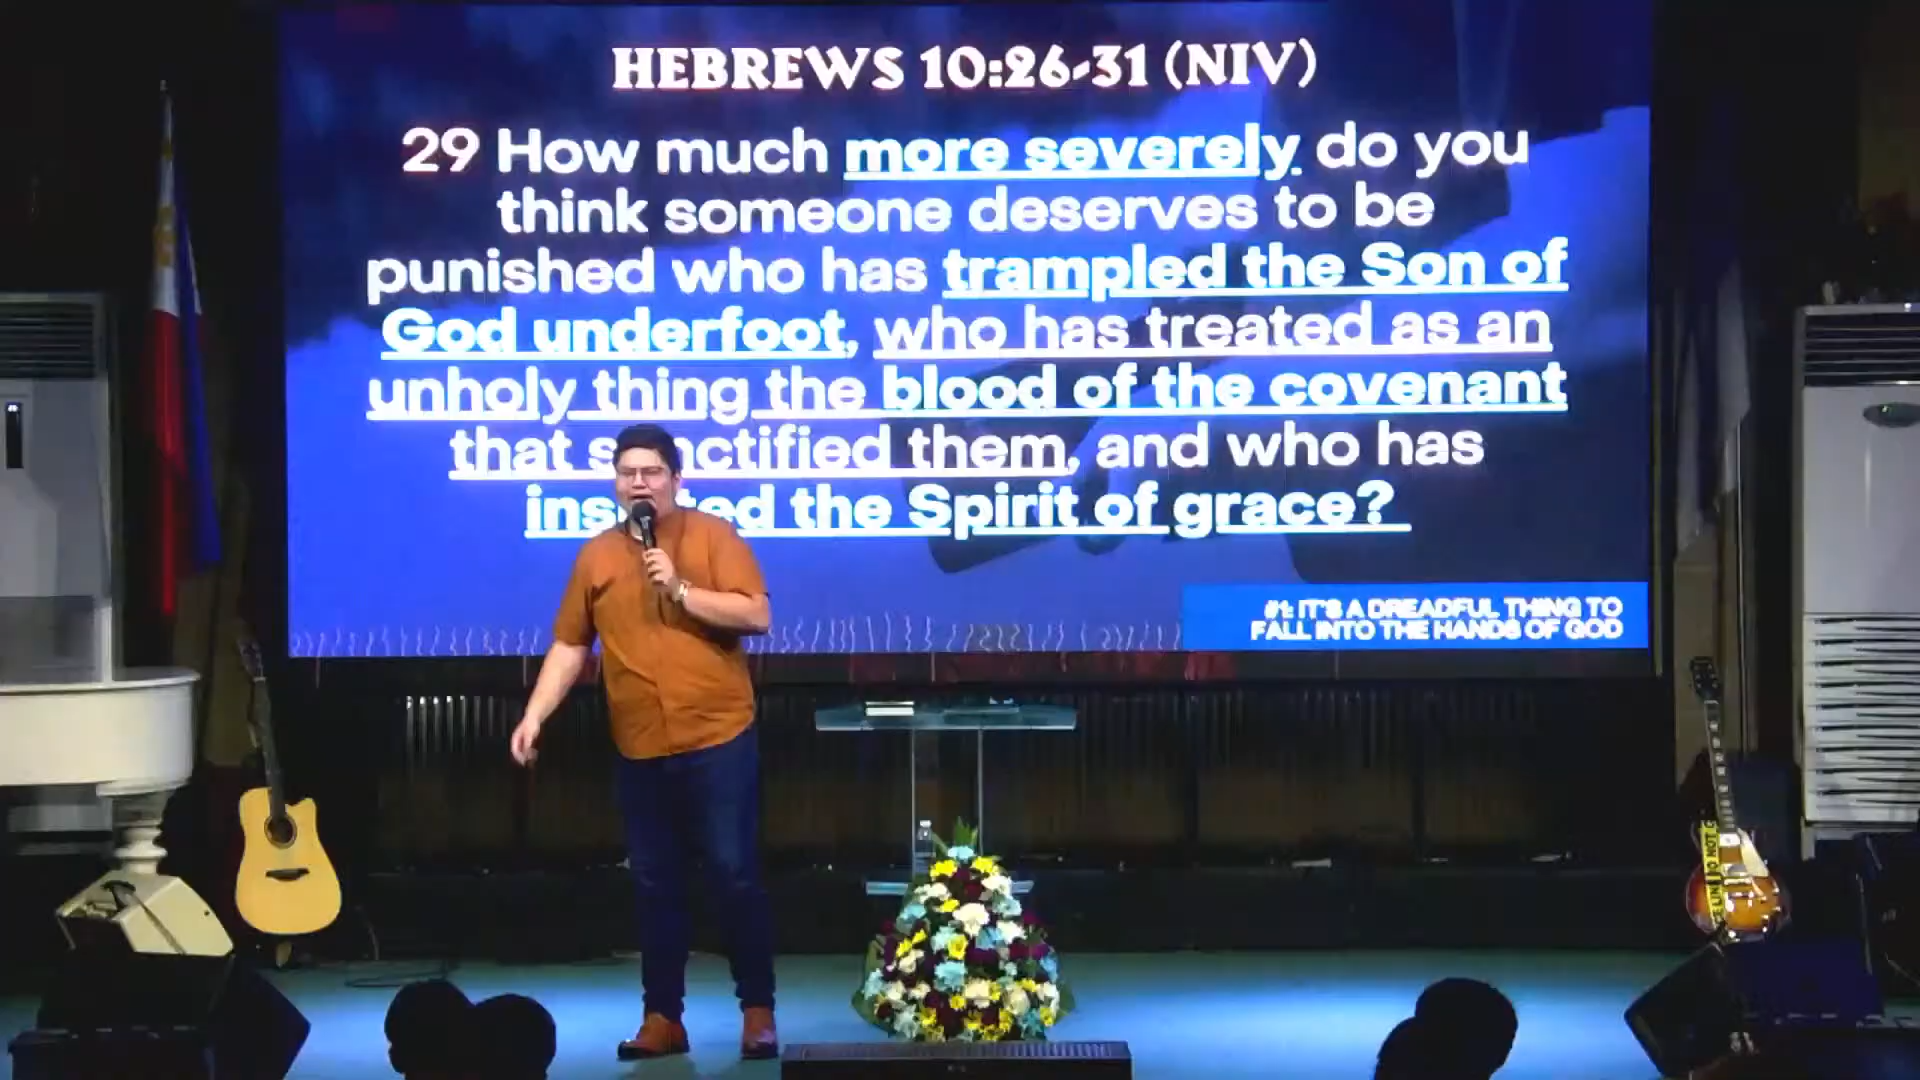 HEBREWS 10:26-31 (NIV)
29 How much more severely do you
think someone deserves to be
punished who has trampled the Son of
God underfoot, who has treated as an
unholy thing the blood of the covenant
that sanctified them, and who has
insulted the Spirit of grace?
#1: IT'S A DREADFUL THING TO
FALL INTO THE HANDS OF GOD